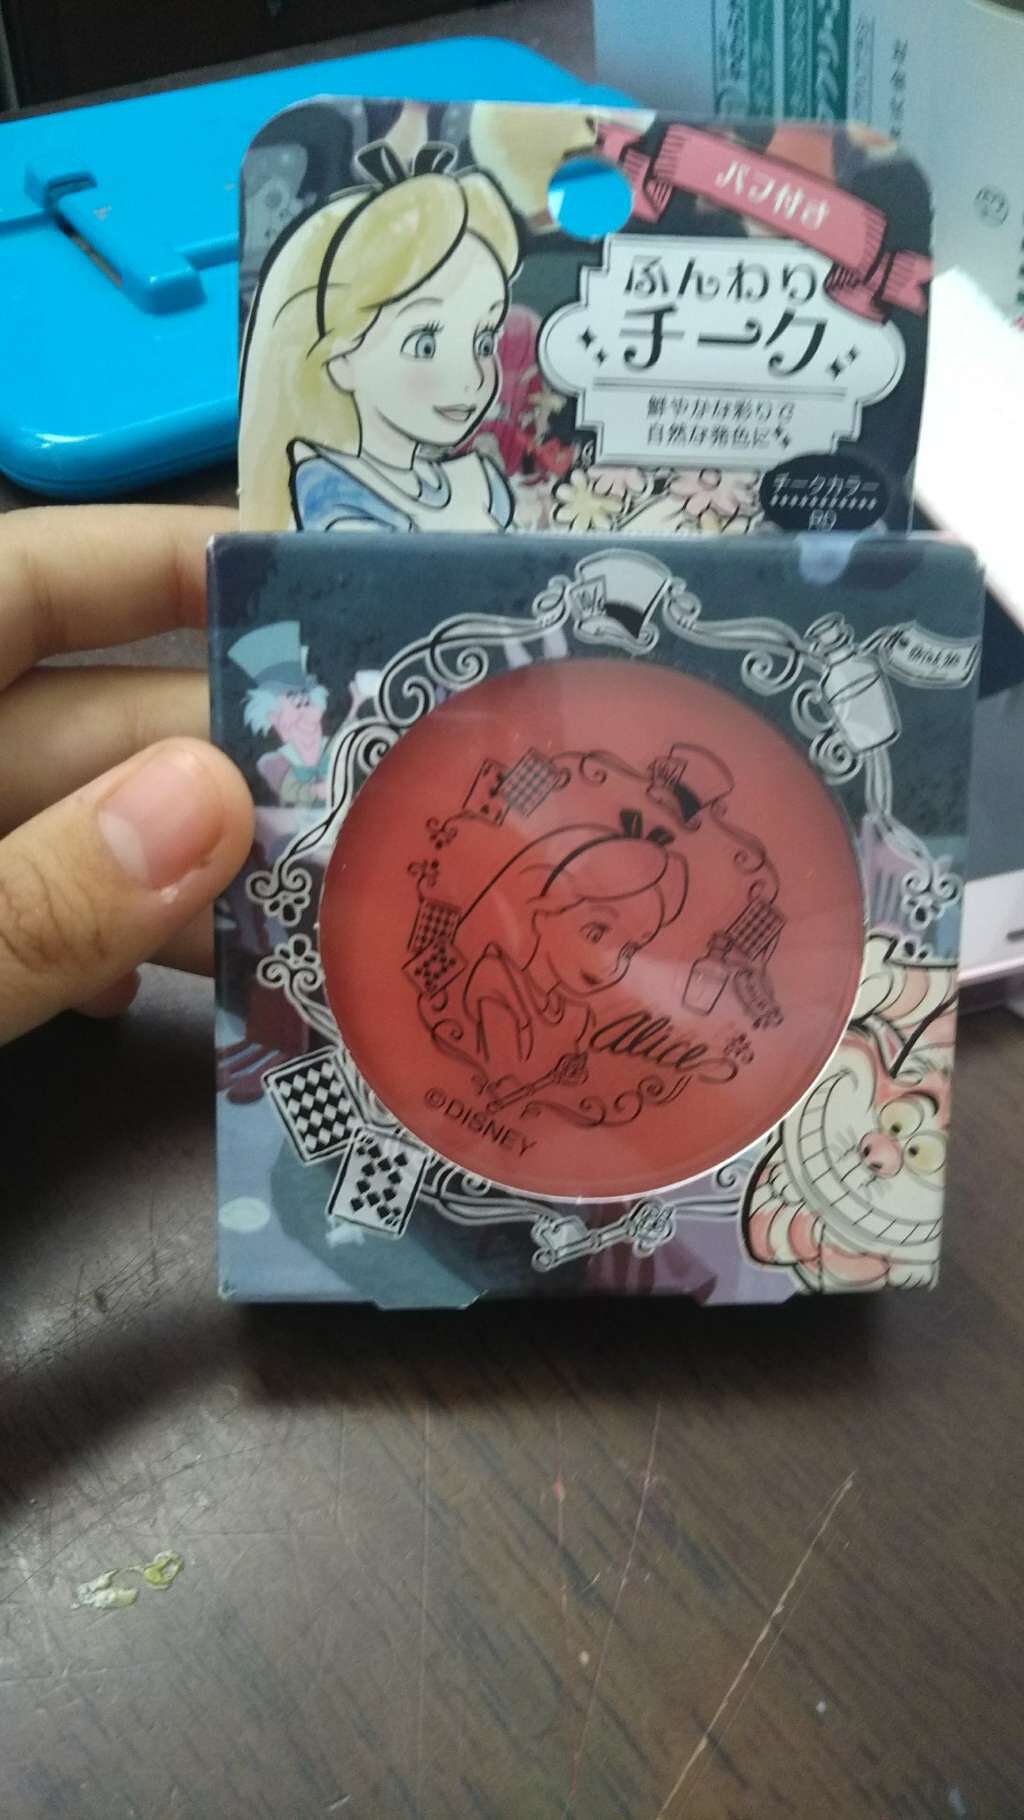 パフ付き
ふんわり
チーク
鮮やかな彩りで
自然な発色に
チークカラー
RD
Alice
©DISNEY